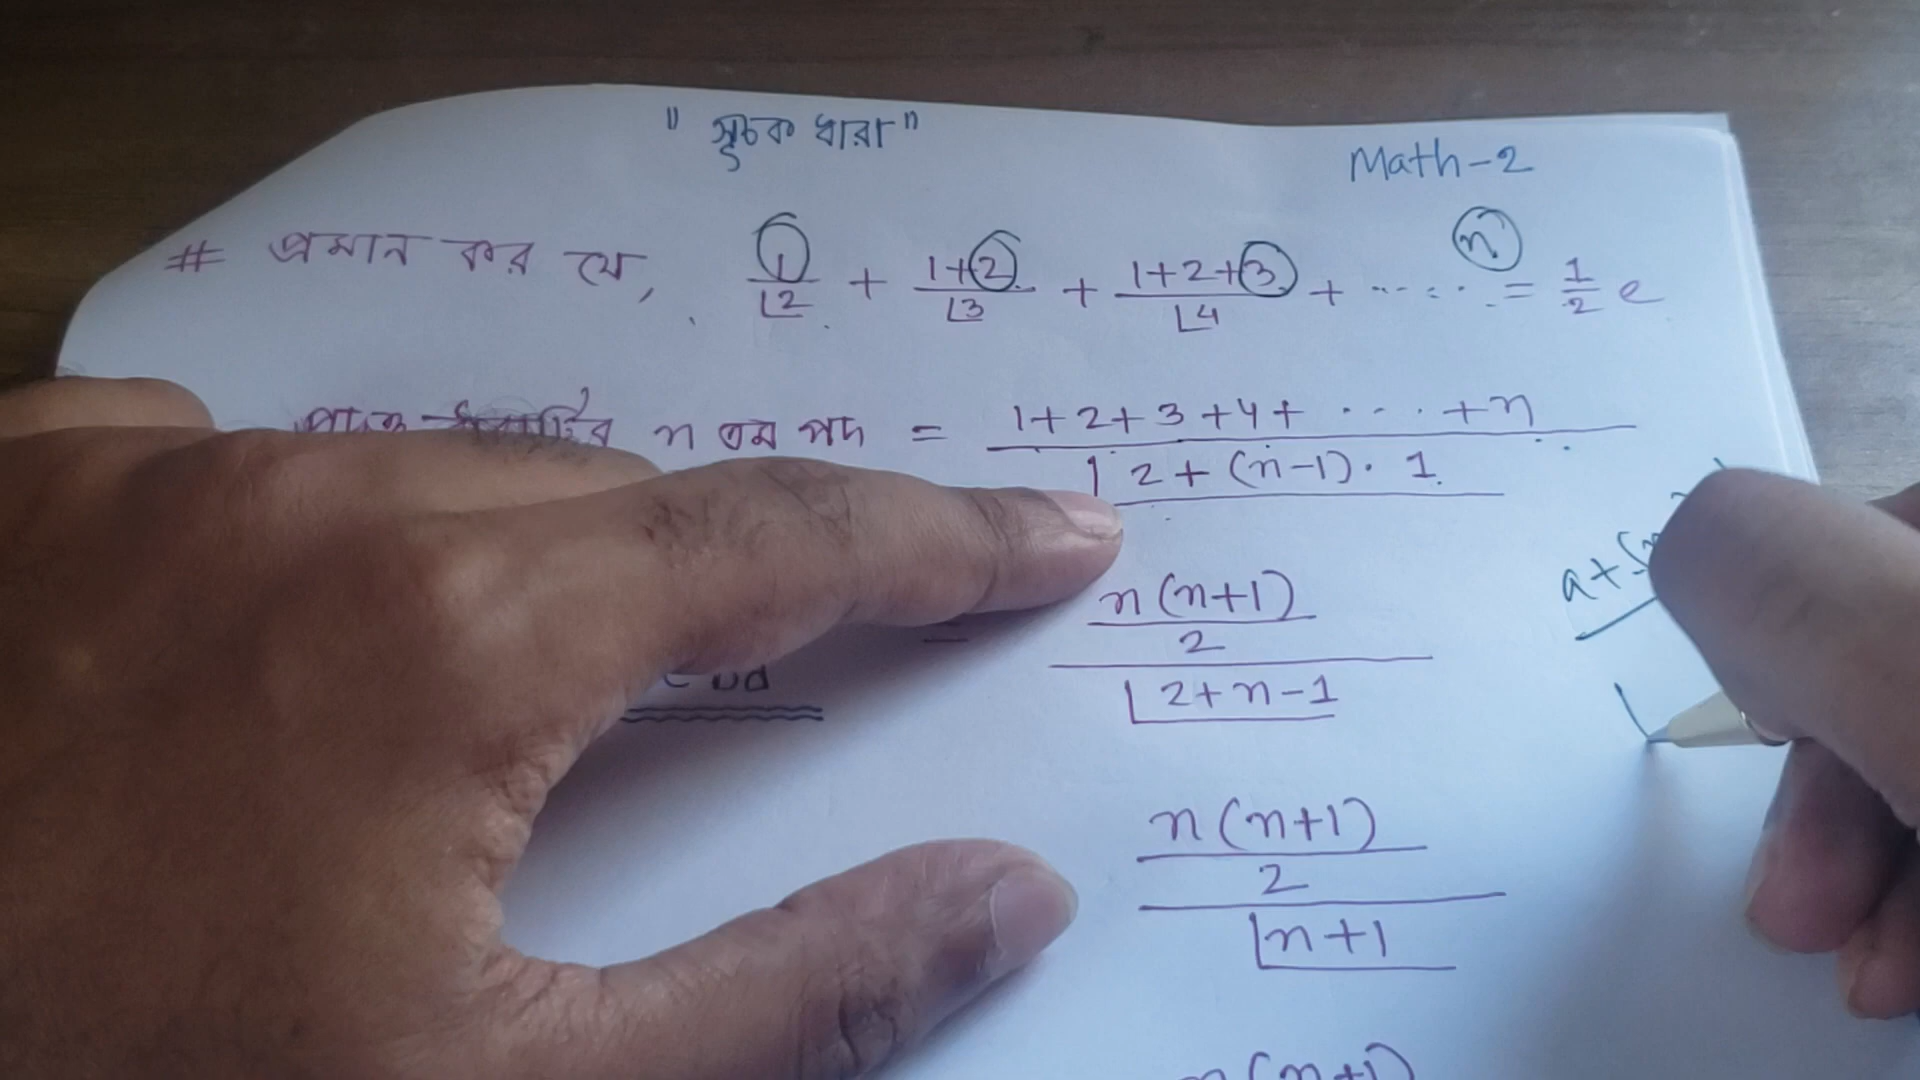 " সূচক ধারা "
Math-2
# প্রমান কর যে, 1/⌊2 + 1+2/⌊3 + 1+2+3/⌊4 + ...... n = 1/2 e
n তম পদ = 1+2+3+4+ .... +n / ⌊2+(n-1).1
a+(n
= n(n+1)/2 / ⌊2+n-1
n(n+1)/2 / ⌊n+1
n(n+1)